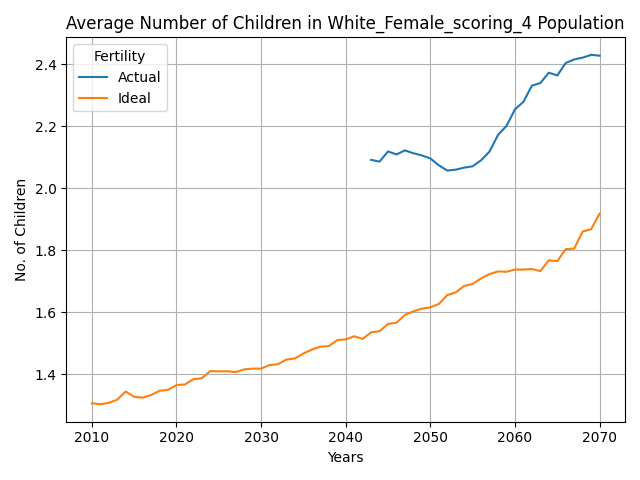 Average Number of Children in White_Female_scoring_4 Population
Fertility
Actual
Ideal
2.4
2.2
2.0
1.8
1.6
1.4
No. of Children
2010 2020 2030 2040 2050 2060 2070
Years